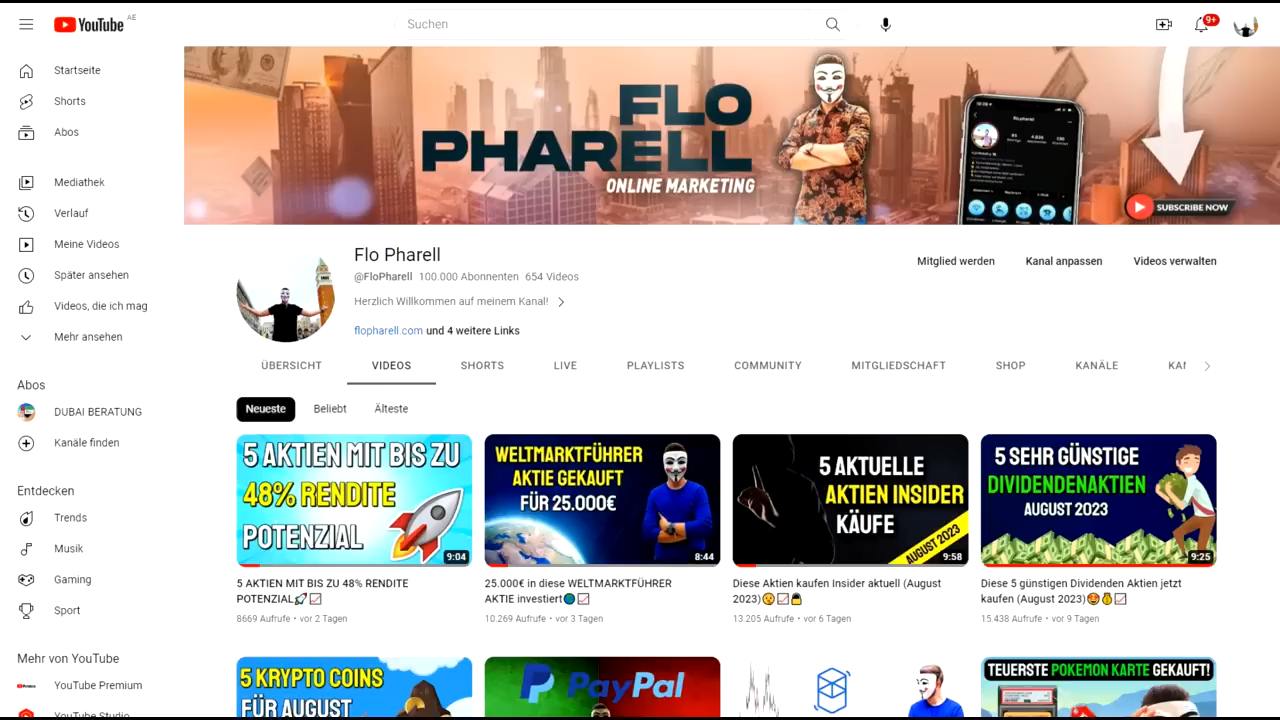 YouTube AE
Suchen
9+
Startseite
Shorts
Abos
Mediathek
Verlauf
Meine Videos
Später ansehen
Videos, die ich mag
Mehr ansehen
Abos
DUBAI BERATUNG
Kanäle finden
Entdecken
Trends
Musik
Gaming
Sport
Mehr von YouTube
YouTube Premium
YouTube Studio
FLO
PHARELL
ONLINE MARKETING
SUBSCRIBE NOW
Flo Pharell
@FloPharell 100.000 Abonnenten 654 Videos
Herzlich Willkommen auf meinem Kanal!
flopharell.com und 4 weitere Links
Mitglied werden Kanal anpassen Videos verwalten
ÜBERSICHT VIDEOS SHORTS LIVE PLAYLISTS COMMUNITY MITGLIEDSCHAFT SHOP KANÄLE
Neueste Beliebt Älteste
5 AKTIEN MIT BIS ZU
48% RENDITE
POTENZIAL
9:04
5 AKTIEN MIT BIS ZU 48% RENDITE
POTENZIAL🚀📈
8669 Aufrufe • vor 2 Tagen
WELTMARKTFÜHRER
AKTIE GEKAUFT
FÜR 25.000€
8:44
25.000€ in diese WELTMARKTFÜHRER
AKTIE investiert🌍📈
10.269 Aufrufe • vor 3 Tagen
5 AKTUELLE
AKTIEN INSIDER
KÄUFE
AUGUST 2023
9:58
Diese Aktien kaufen Insider aktuell (August
2023)😮📈🔒
13.205 Aufrufe • vor 6 Tagen
5 SEHR GÜNSTIGE
DIVIDENDENAKTIEN
AUGUST 2023
9:25
Diese 5 günstigen Dividenden Aktien jetzt
kaufen (August 2023)🤩💰📈
15.438 Aufrufe • vor 9 Tagen
5 KRYPTO COINS
FÜR AUGUST
PayPal
TEUERSTE POKEMON KARTE GEKAUFT!